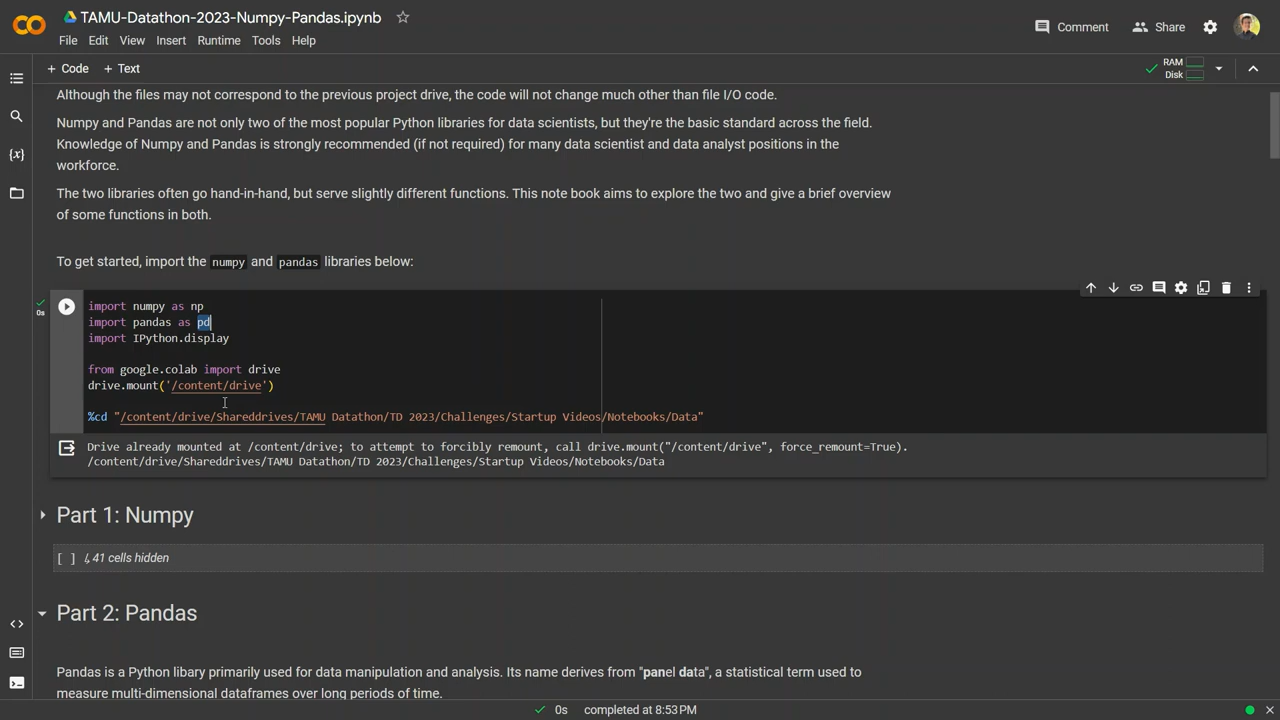 TAMU-Datathon-2023-Numpy-Pandas.ipynb
Comment
Share
File Edit View Insert Runtime Tools Help
+ Code + Text
RAM
Disk
Although the files may not correspond to the previous project drive, the code will not change much other than file I/O code.
Numpy and Pandas are not only two of the most popular Python libraries for data scientists, but they're the basic standard across the field.
Knowledge of Numpy and Pandas is strongly recommended (if not required) for many data scientist and data analyst positions in the
workforce.
The two libraries often go hand-in-hand, but serve slightly different functions. This note book aims to explore the two and give a brief overview
of some functions in both.
To get started, import the numpy and pandas libraries below:
0s
import numpy as np
import pandas as pd
import IPython.display
from google.colab import drive
drive.mount('/content/drive')
%cd "/content/drive/Shareddrives/TAMU Datathon/TD 2023/Challenges/Startup Videos/Notebooks/Data"
Drive already mounted at /content/drive; to attempt to forcibly remount, call drive.mount("/content/drive", force_remount=True).
/content/drive/Shareddrives/TAMU Datathon/TD 2023/Challenges/Startup Videos/Notebooks/Data
Part 1: Numpy
[ ] ↳ 41 cells hidden
Part 2: Pandas
Pandas is a Python libary primarily used for data manipulation and analysis. Its name derives from "panel data", a statistical term used to
measure multi-dimensional dataframes over long periods of time.
0s completed at 8:53PM